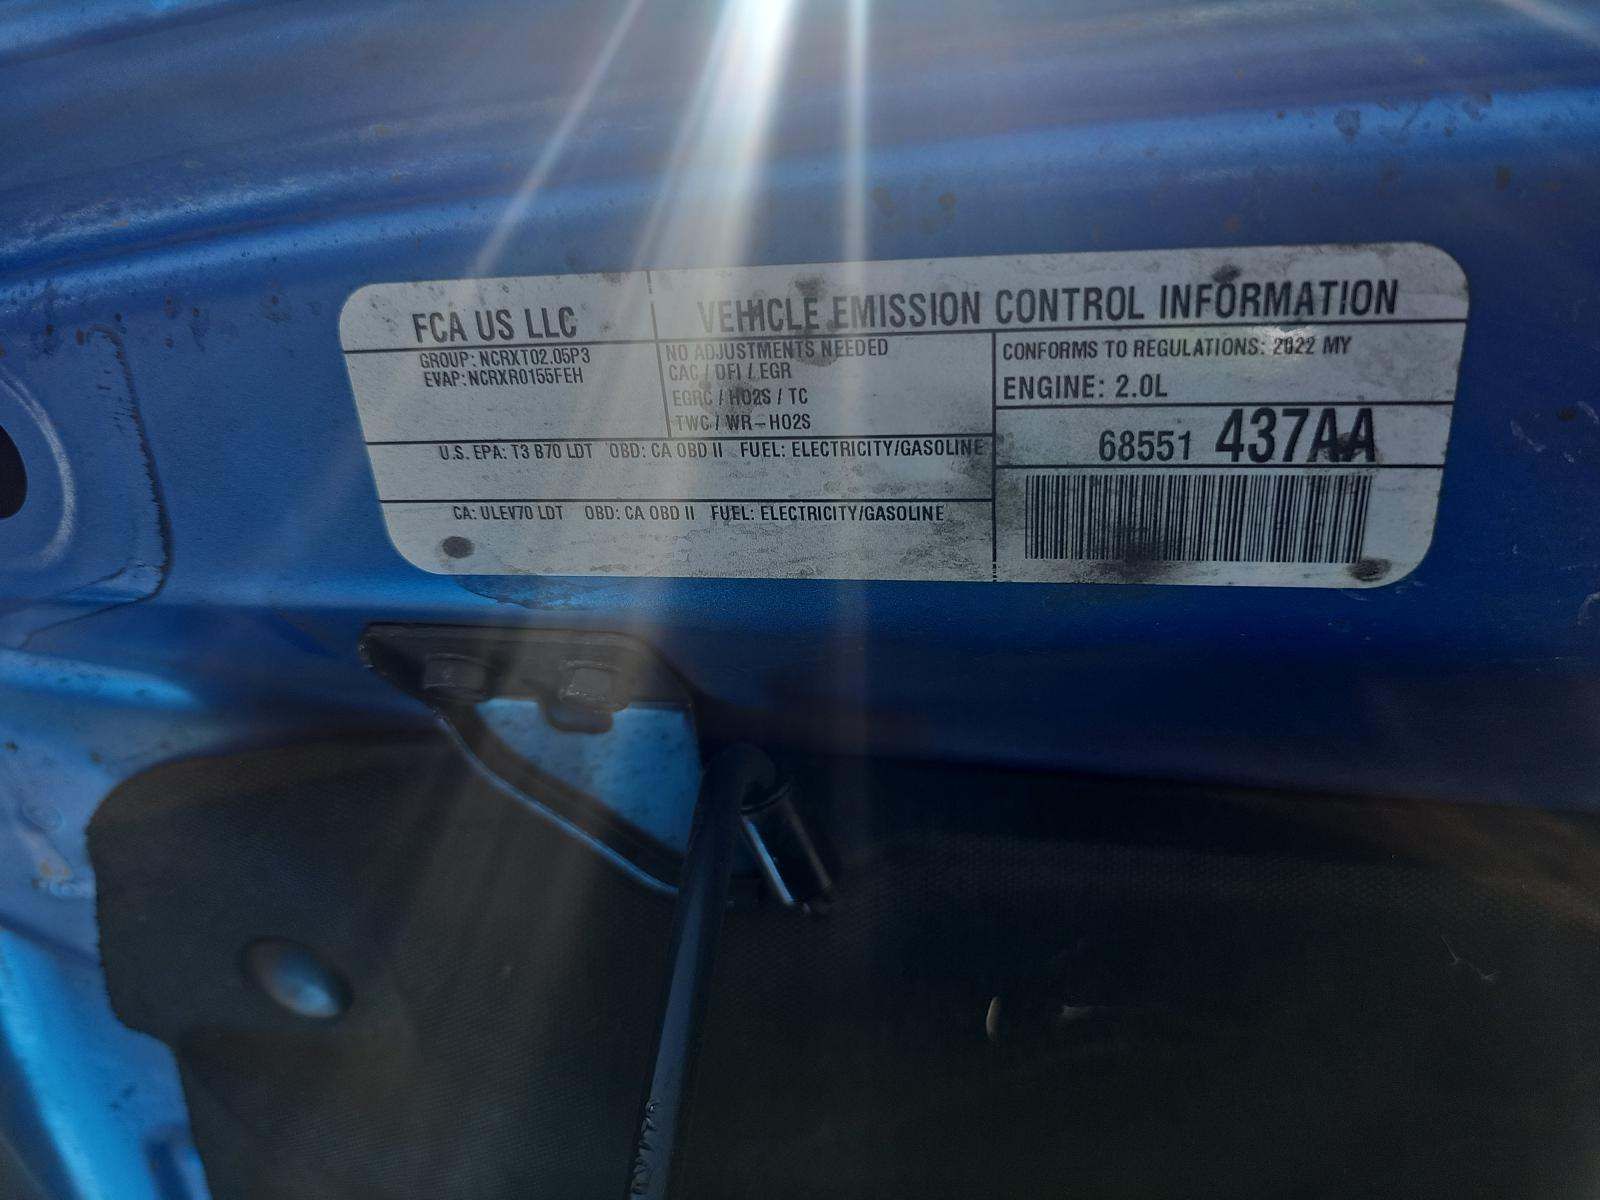 FCA US LLC
VEHICLE EMISSION CONTROL INFORMATION
GROUP: NCRXT02.05P3
EVAP: NCRXR0155FEH
NO ADJUSTMENTS NEEDED
CAC / DFI / EGR
EGRC / HO2S / TC
TWC / WR-HO2S
CONFORMS TO REGULATIONS: 2022 MY
ENGINE: 2.0L
68551 437AA
U.S. EPA: T3 B70 LDT OBD: CA OBD II FUEL: ELECTRICITY/GASOLINE
CA: ULEV70 LDT OBD: CA OBD II FUEL: ELECTRICITY/GASOLINE